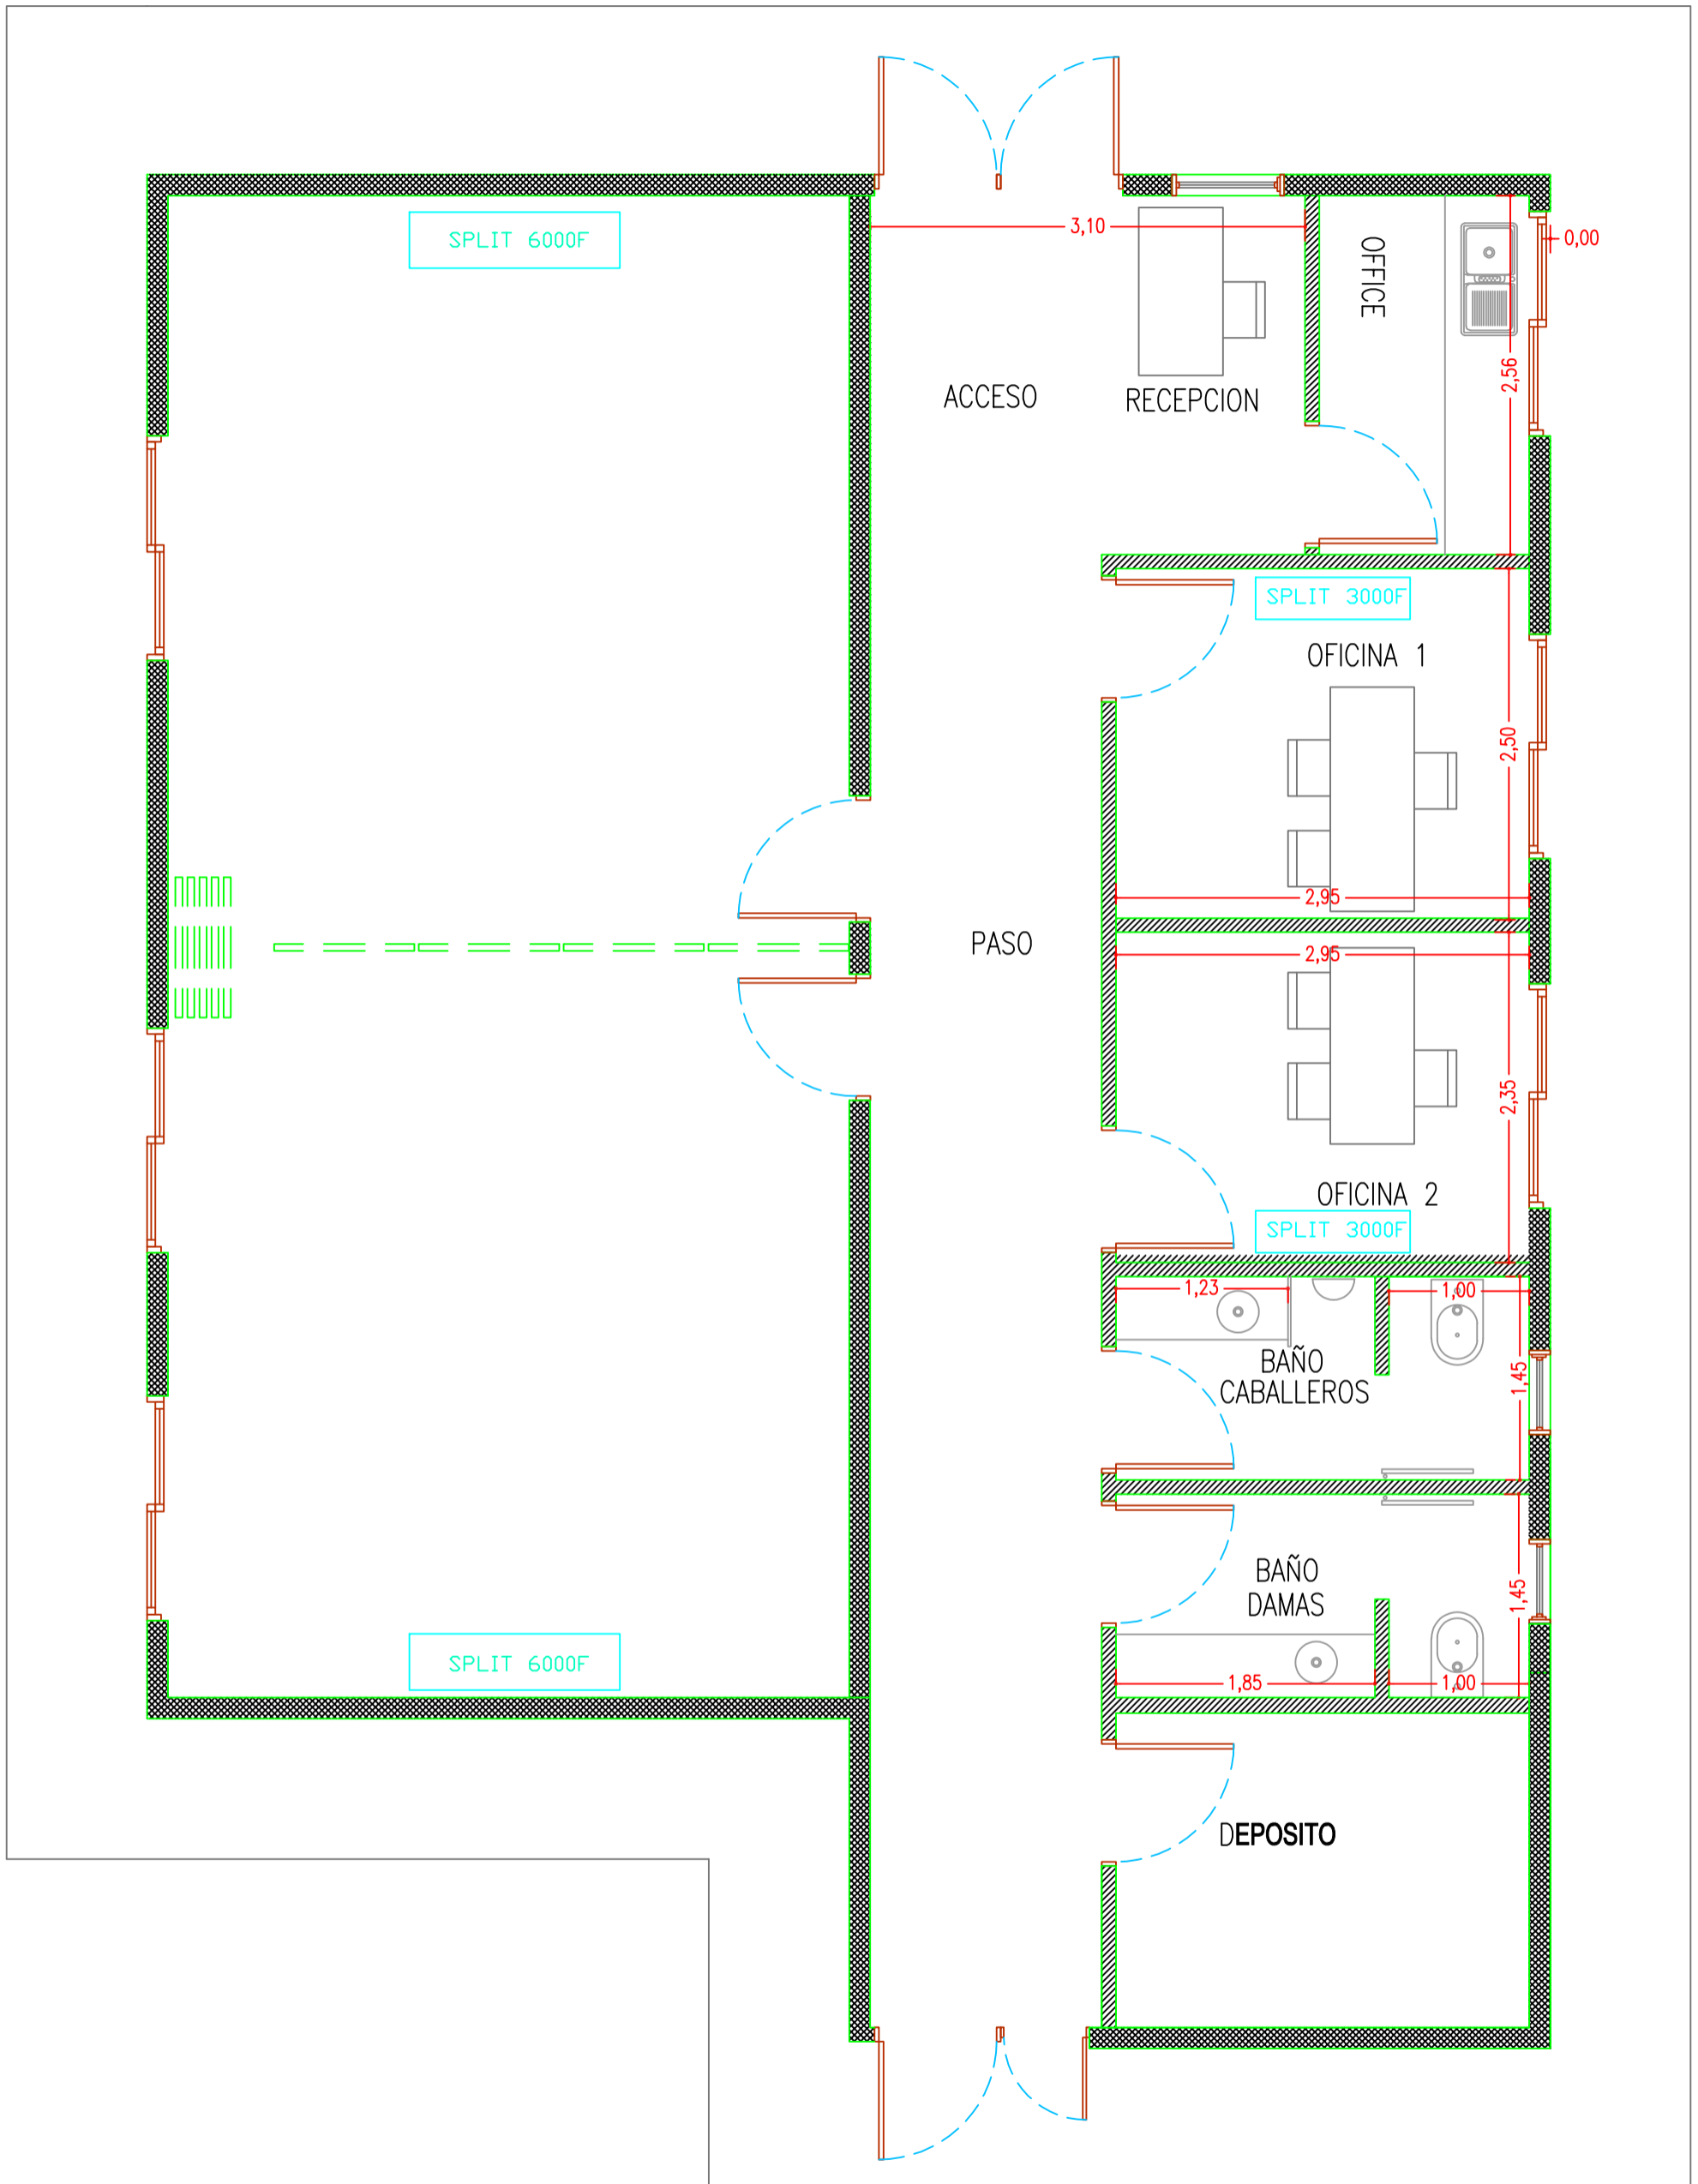 SPLIT 6000F
3,10
OFFICE
0,00
2,56
ACCESO
RECEPCION
SPLIT 3000F
OFICINA 1
2,50
2,95
PASO
2,95
2,35
OFICINA 2
SPLIT 3000F
1,23
1,00
BAÑO
CABALLEROS
1,45
BAÑO
DAMAS
1,45
SPLIT 6000F
1,85
1,00
DEPOSITO